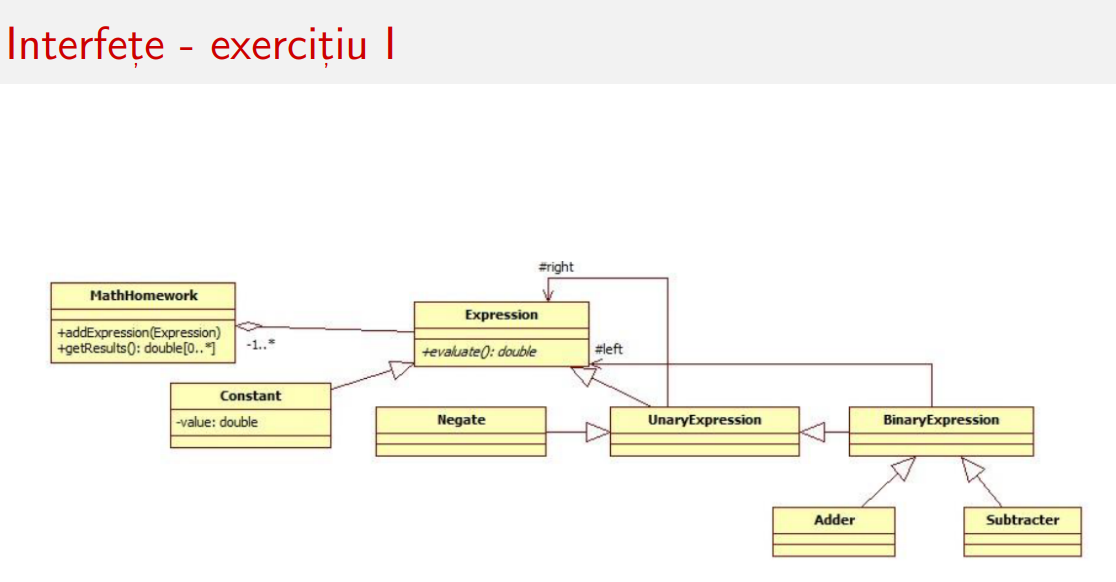 Interfețe - exercițiu I
#right
MathHomework
+addExpression(Expression)
+getResults(): double[0..*]
-1..*
Expression
+evaluate(): double
#left
Constant
-value: double
Negate
UnaryExpression
BinaryExpression
Adder
Subtracter